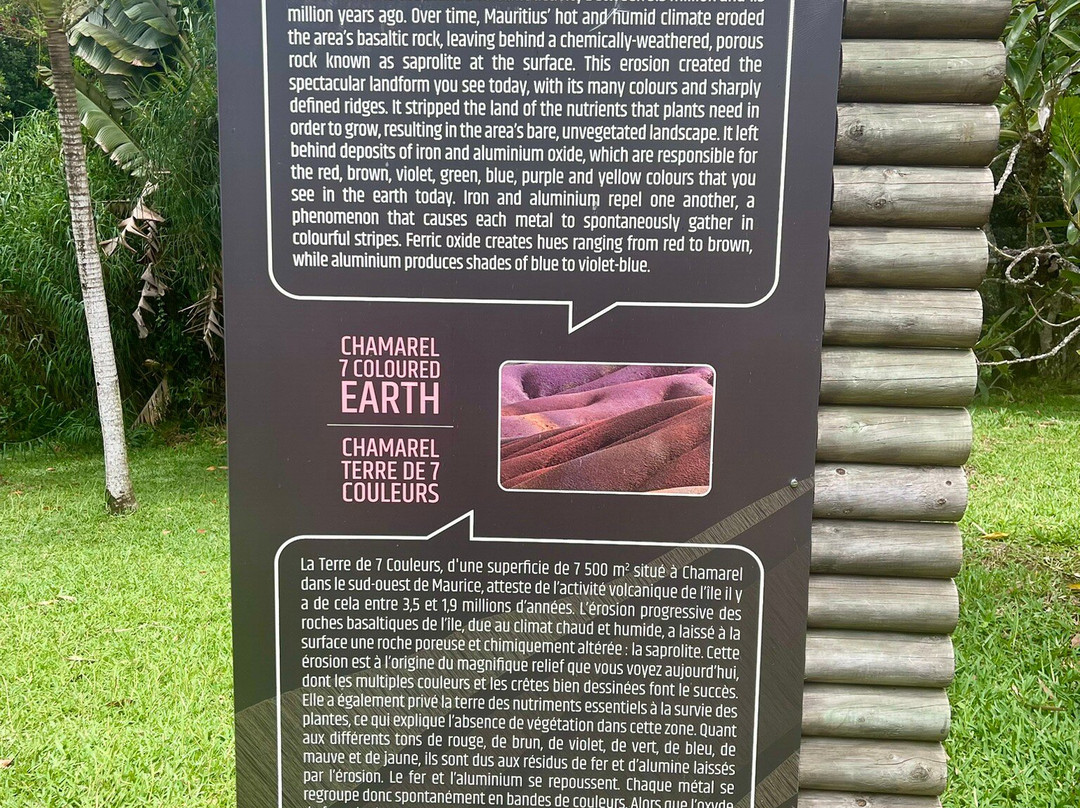 million years ago. Over time, Mauritius' hot and humid climate eroded
the area's basaltic rock, leaving behind a chemically-weathered, porous
rock known as saprolite at the surface. This erosion created the
spectacular landform you see today, with its many colours and sharply
defined ridges. It stripped the land of the nutrients that plants need in
order to grow, resulting in the area's bare, unvegetated landscape. It left
behind deposits of iron and aluminium oxide, which are responsible for
the red, brown, violet, green, blue, purple and yellow colours that you
see in the earth today. Iron and aluminium repel one another, a
phenomenon that causes each metal to spontaneously gather in
colourful stripes. Ferric oxide creates hues ranging from red to brown,
while aluminium produces shades of blue to violet-blue.
CHAMAREL
7 COLOURED
EARTH
CHAMAREL
TERRE DE 7
COULEURS
La Terre de 7 Couleurs, d'une superficie de 7 500 m² situé à Chamarel
dans le sud-ouest de Maurice, atteste de l'activité volcanique de l'île il y
a de cela entre 3,5 et 1,9 millions d'années. L'érosion progressive des
roches basaltiques de l'île, due au climat chaud et humide, a laissé à la
surface une roche poreuse et chimiquement altérée : la saprolite. Cette
érosion est à l'origine du magnifique relief que vous voyez aujourd'hui,
dont les multiples couleurs et les crêtes bien dessinées font le succès.
Elle a également privé la terre des nutriments essentiels à la survie des
plantes, ce qui explique l'absence de végétation dans cette zone. Quant
aux différents tons de rouge, de brun, de violet, de vert, de bleu, de
mauve et de jaune, ils sont dus aux résidus de fer et d'alumine laissés
par l'érosion. Le fer et l'aluminium se repoussent. Chaque métal se
regroupe donc spontanément en bandes de couleurs. Alors que l'oxyde